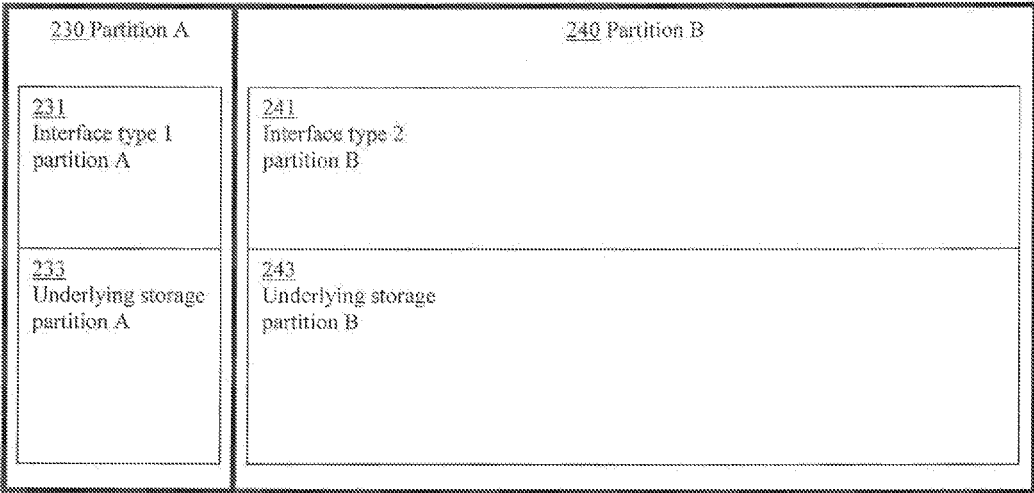 230 Partition A
240 Partition B
231
Interface type 1
partition A
241
Interface type 2
partition B
233
Underlying storage
partition A
243
Underlying storage
partition B